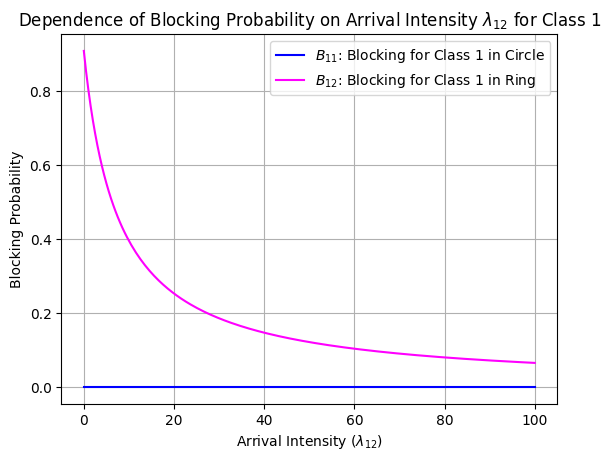 Dependence of Blocking Probability on Arrival Intensity λ₁₂ for Class 1
B₁₁: Blocking for Class 1 in Circle
B₁₂: Blocking for Class 1 in Ring
Blocking Probability
0.8
0.6
0.4
0.2
0.0
0 20 40 60 80 100
Arrival Intensity (λ₁₂)